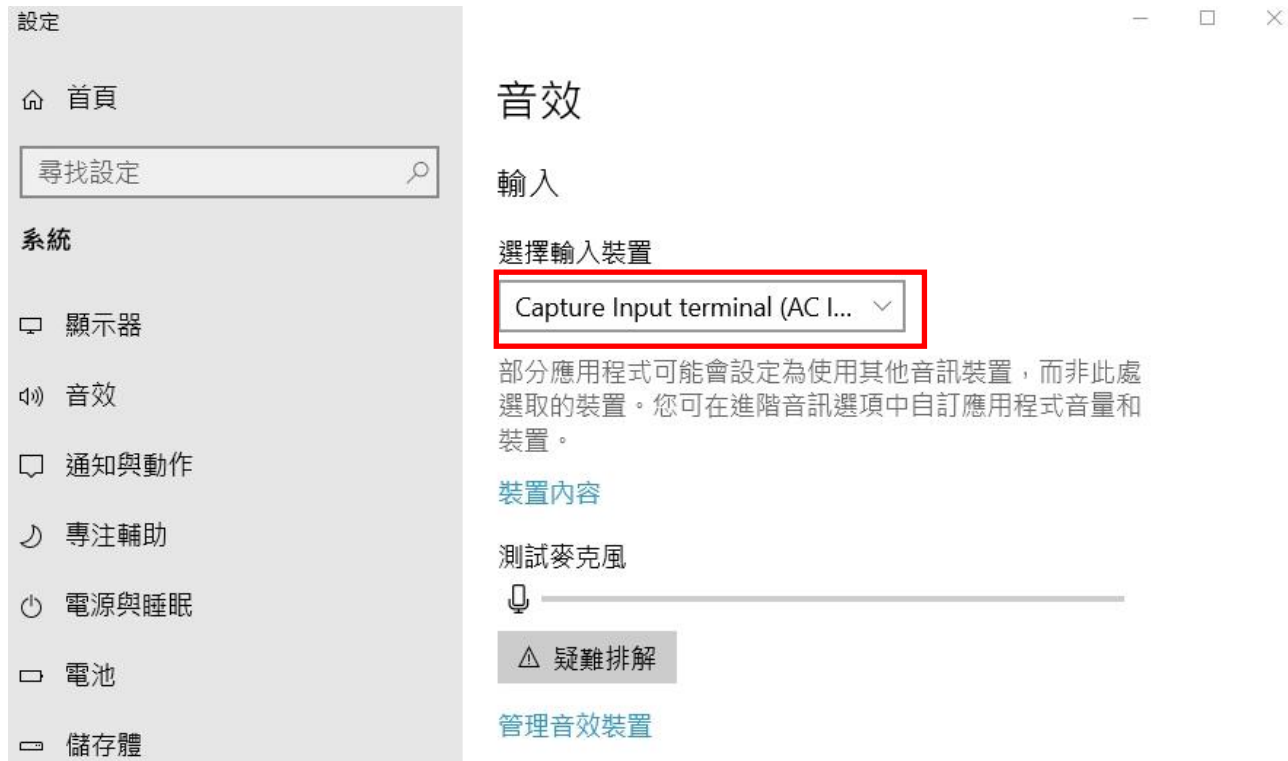 設定
首頁
尋找設定
系統
顯示器
音效
通知與動作
專注輔助
電源與睡眠
電池
儲存體
音效
輸入
選擇輸入裝置
Capture Input terminal (AC I...
部分應用程式可能會設定為使用其他音訊裝置，而非此處
選取的裝置。您可在進階音訊選項中自訂應用程式音量和
裝置。
裝置內容
測試麥克風
疑難排解
管理音效裝置